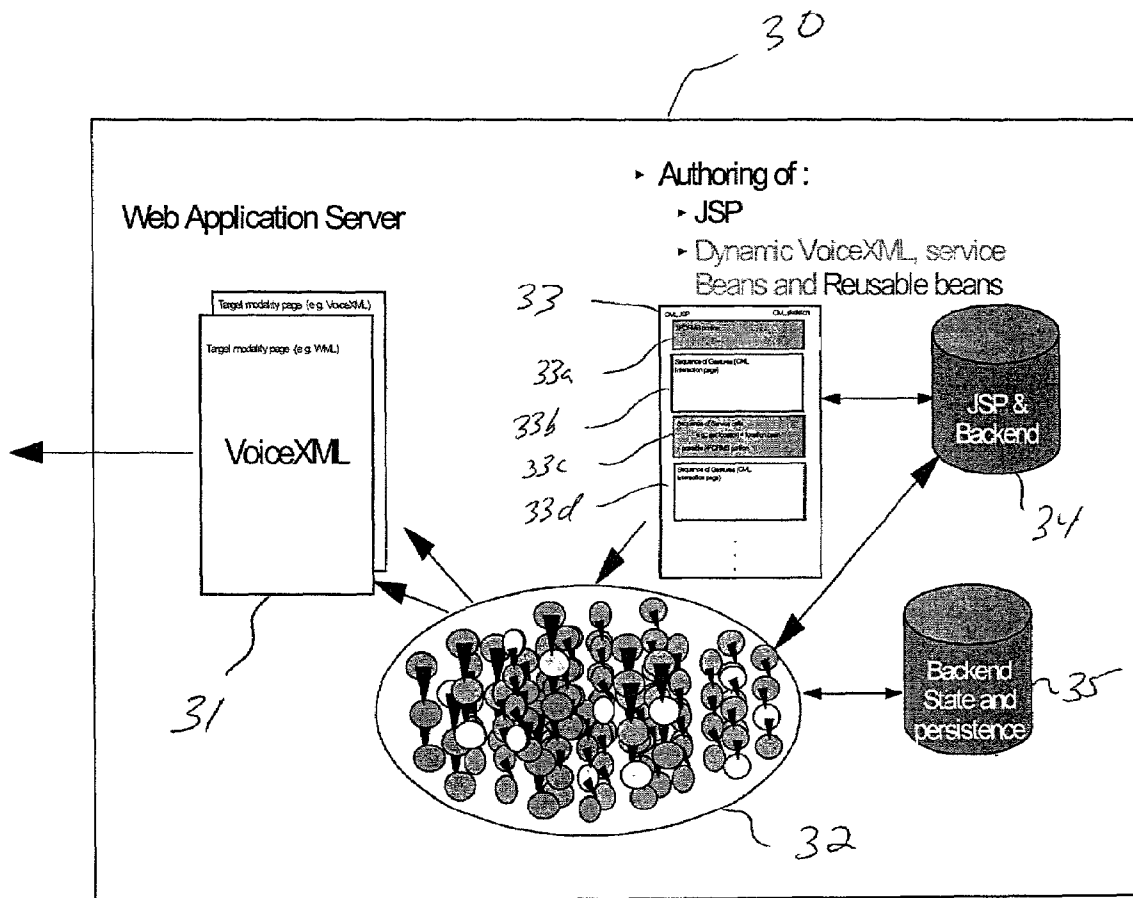 30
Web Application Server
▸ Authoring of :
▸ JSP
▸ Dynamic VoiceXML, service
Beans and Reusable beans
Target modality page (e.g. VoiceXML)
Target modality page (e.g. WML)
VoiceXML
31
33
33a
33b
Sequence of Gestures (CML
interaction page)
33c
33d
Sequence of Gestures (CML
interaction page)
JSP &
Backend
34
Backend
State and
persistence
35
32